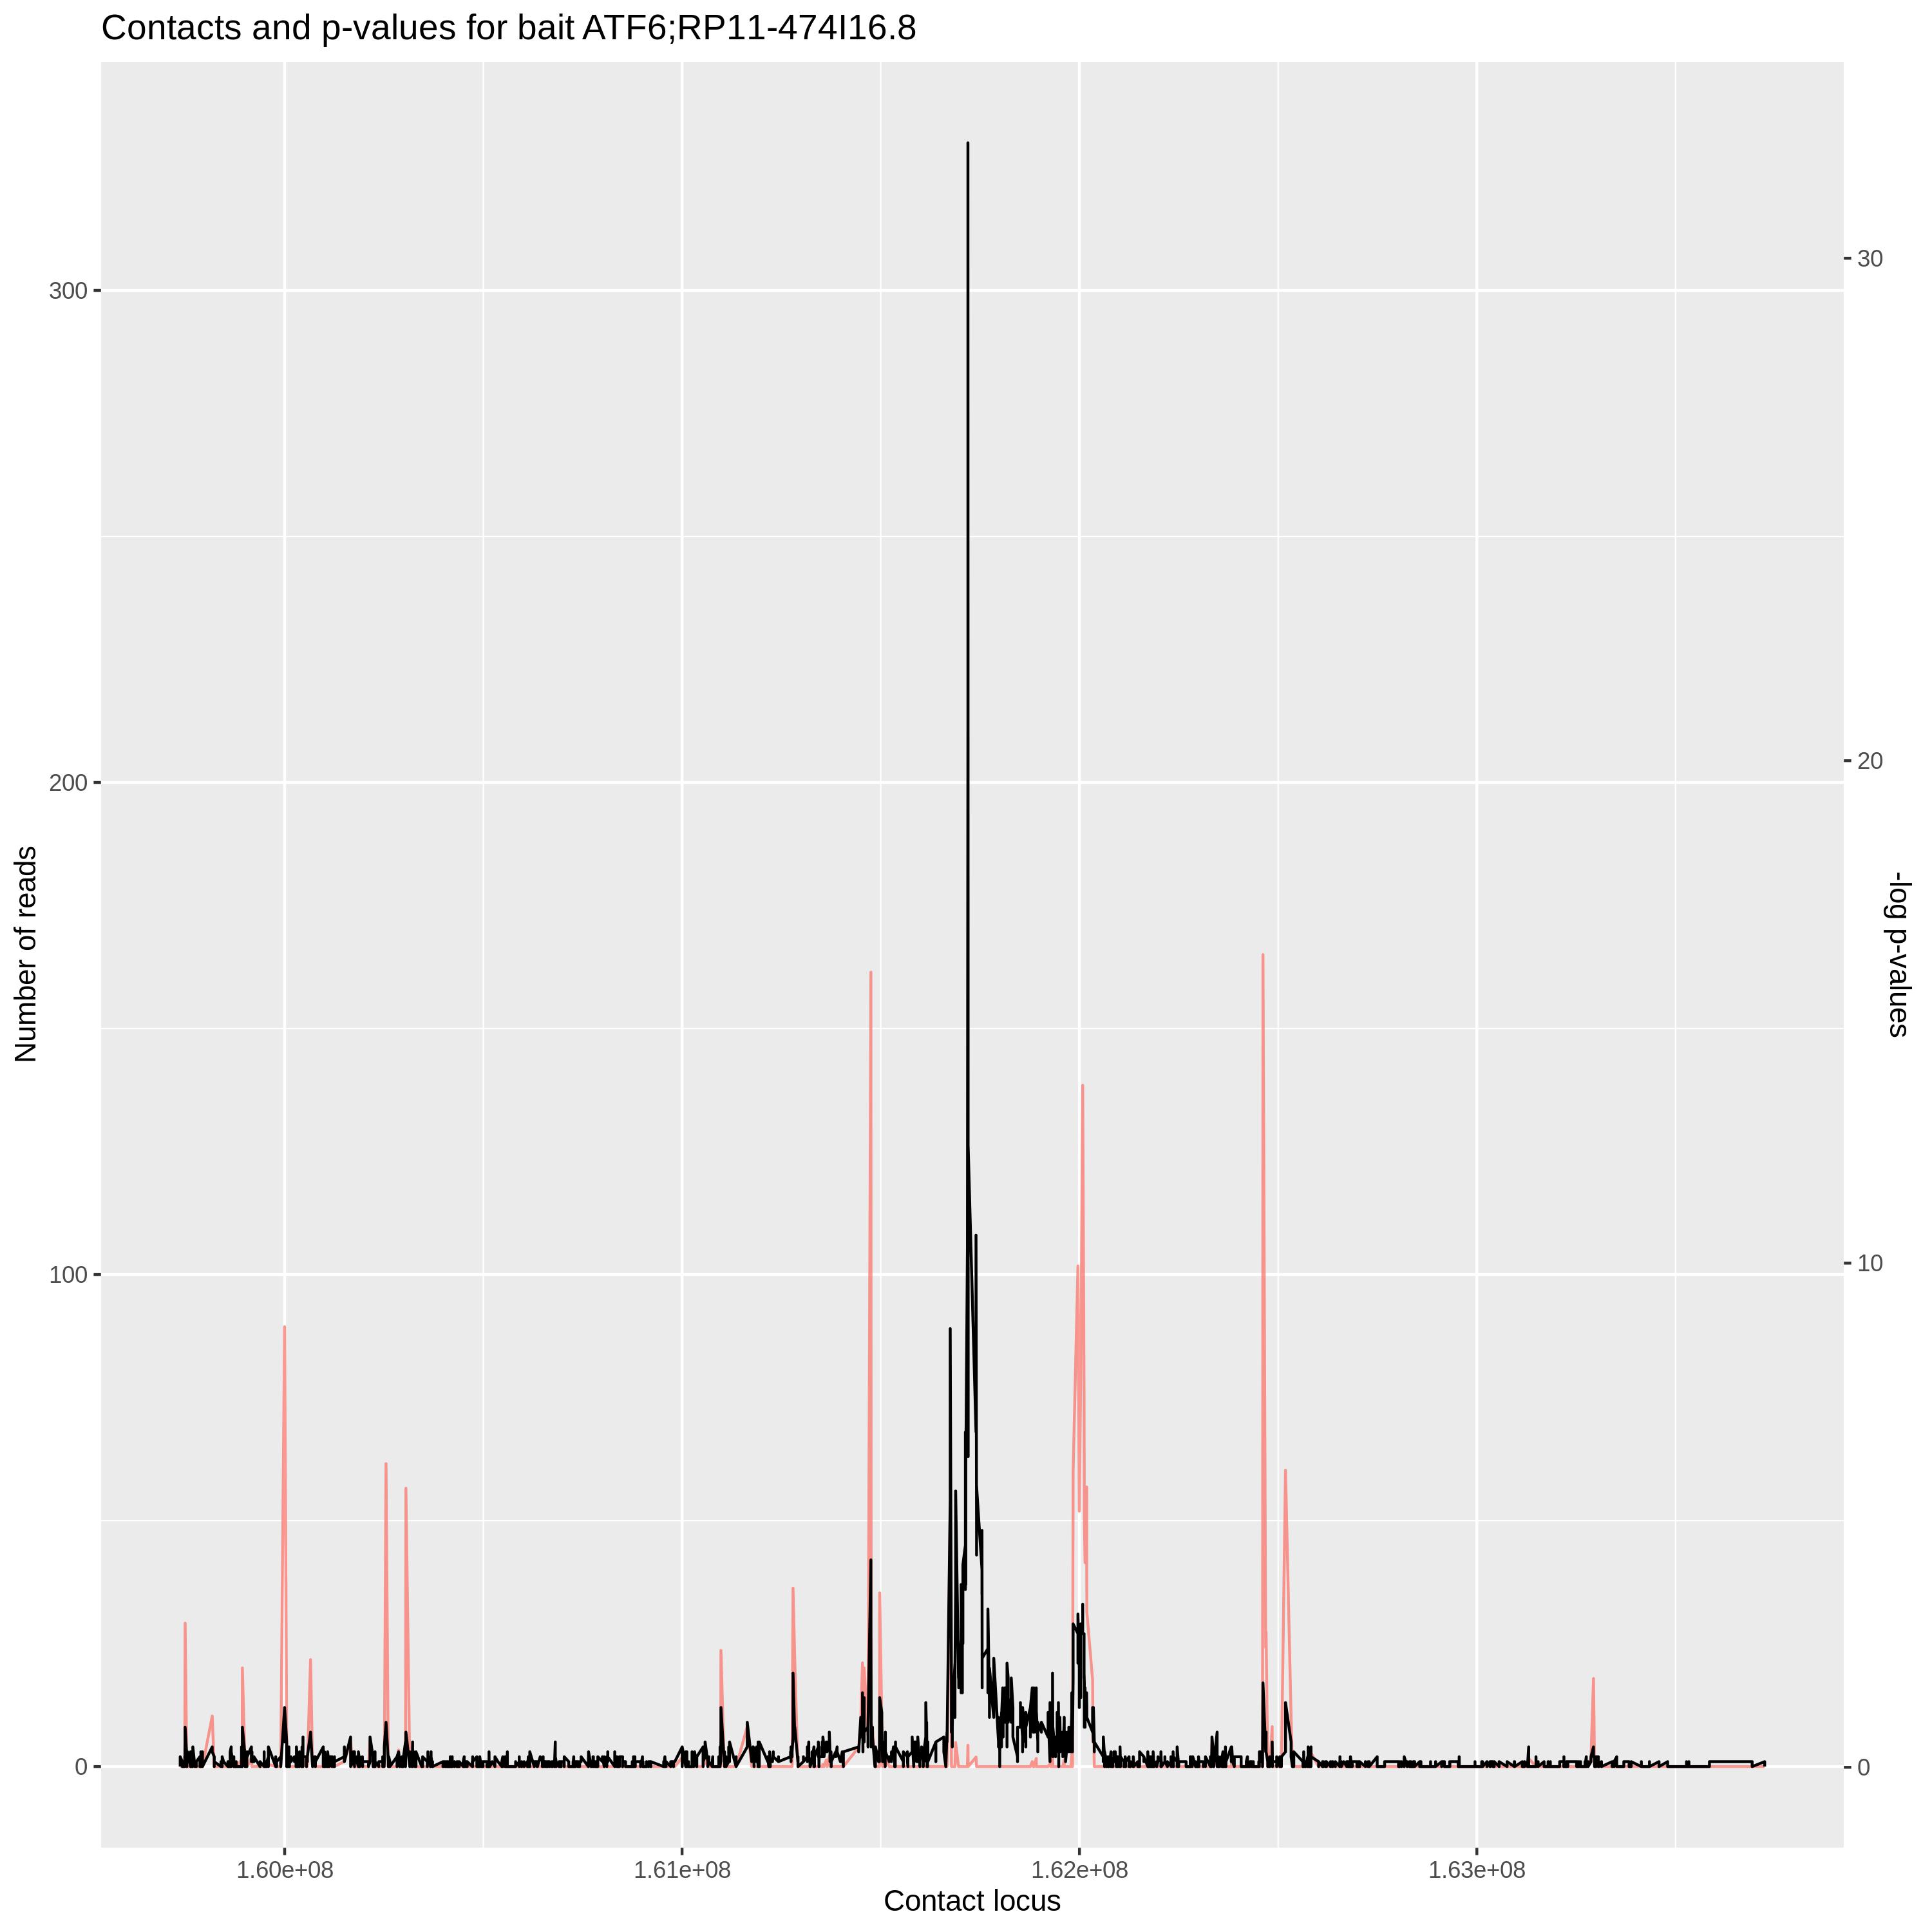 Contacts and p-values for bait ATF6;RP11-474I16.8
300
200
100
0
Number of reads
30
20
10
0
-log p-values
1.60e+08
1.61e+08
1.62e+08
1.63e+08
Contact locus